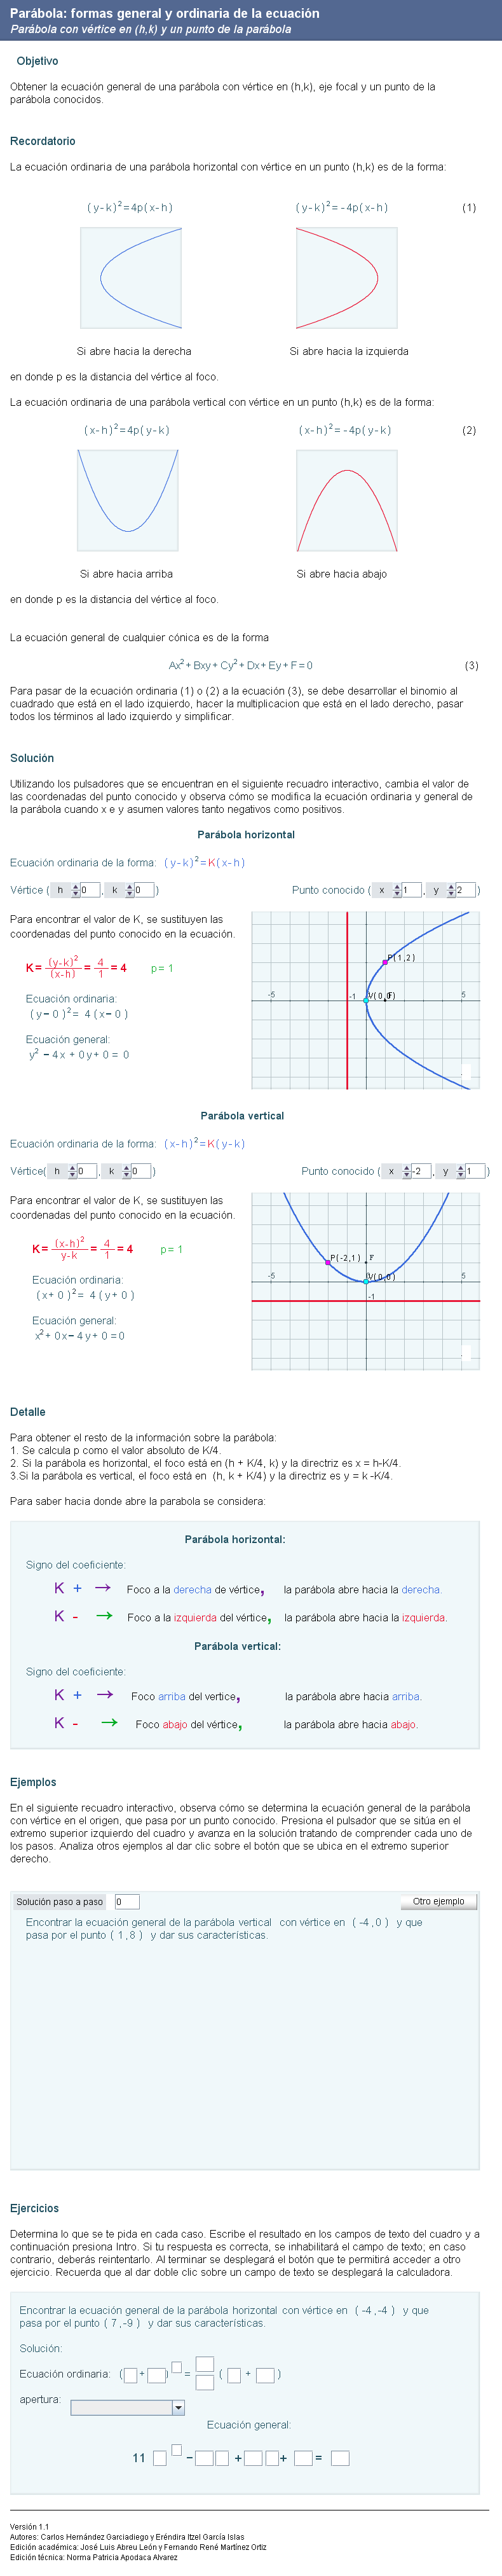 Parábola: formas general y ordinaria de la ecuación
Parábola con vértice en (h,k) y un punto de la parábola
Objetivo
Obtener la ecuación general de una parábola con vértice en (h,k), eje focal y un punto de la
parábola conocidos.
Recordatorio
La ecuación ordinaria de una parábola horizontal con vértice en un punto (h,k) es de la forma:
(y-k)²=4p(x-h) (y-k)²=-4p(x-h) (1)
Si abre hacia la derecha Si abre hacia la izquierda
en donde p es la distancia del vértice al foco.
La ecuación ordinaria de una parábola vertical con vértice en un punto (h,k) es de la forma:
(x-h)²=4p(y-k) (x-h)²=-4p(y-k) (2)
Si abre hacia arriba Si abre hacia abajo
en donde p es la distancia del vértice al foco.
La ecuación general de cualquier cónica es de la forma
Ax²+Bxy+Cy²+Dx+Ey+F=0 (3)
Para pasar de la ecuación ordinaria (1) o (2) a la ecuación (3), se debe desarrollar el binomio al
cuadrado que está en el lado izquierdo, hacer la multiplicacion que está en el lado derecho, pasar
todos los términos al lado izquierdo y simplificar.
Solución
Utilizando los pulsadores que se encuentran en el siguiente recuadro interactivo, cambia el valor de
las coordenadas del punto conocido y observa cómo se modifica la ecuación ordinaria y general de
la parábola cuando x e y asumen valores tanto negativos como positivos.
Parábola horizontal
Ecuación ordinaria de la forma: (y-k)²=K(x-h)
Vértice ( h 0 , k 0 ) Punto conocido ( x 1 , y 2 )
Para encontrar el valor de K, se sustituyen las
coordenadas del punto conocido en la ecuación.
K= (y-k)²/(x-h) = 4/1 = 4 p= 1
Ecuación ordinaria:
(y-0)²= 4(x-0)
Ecuación general:
y² -4x +0y+0 = 0
P(1,2)
-5 -1 V(0,0) F 5
Parábola vertical
Ecuación ordinaria de la forma: (x-h)²=K(y-k)
Vértice( h 0 , k 0 ) Punto conocido ( x -2 , y 1 )
Para encontrar el valor de K, se sustituyen las
coordenadas del punto conocido en la ecuación.
K= (x-h)²/y-k = 4/1 = 4 p= 1
Ecuación ordinaria:
(x+0)²= 4(y+0)
Ecuación general:
x²+0x-4y+0=0
P(-2,1) F
-5 V(0,0) 5
-1
Detalle
Para obtener el resto de la información sobre la parábola:
1. Se calcula p como el valor absoluto de K/4.
2. Si la parábola es horizontal, el foco está en (h + K/4, k) y la directriz es x = h-K/4.
3.Si la parábola es vertical, el foco está en (h, k + K/4) y la directriz es y = k -K/4.
Para saber hacia donde abre la parabola se considera:
Parábola horizontal:
Signo del coeficiente:
K + → Foco a la derecha de vértice, la parábola abre hacia la derecha.
K - → Foco a la izquierda del vértice, la parábola abre hacia la izquierda.
Parábola vertical:
Signo del coeficiente:
K + → Foco arriba del vertice, la parábola abre hacia arriba.
K - → Foco abajo del vértice, la parábola abre hacia abajo.
Ejemplos
En el siguiente recuadro interactivo, observa cómo se determina la ecuación general de la parábola
con vértice en el origen, que pasa por un punto conocido. Presiona el pulsador que se sitúa en el
extremo superior izquierdo del cuadro y avanza en la solución tratando de comprender cada uno de
los pasos. Analiza otros ejemplos al dar clic sobre el botón que se ubica en el extremo superior
derecho.
Solución paso a paso 0 Otro ejemplo
Encontrar la ecuación general de la parábola vertical con vértice en (-4,0) y que
pasa por el punto (1,8) y dar sus características.
Ejercicios
Determina lo que se te pida en cada caso. Escribe el resultado en los campos de texto del cuadro y a
continuación presiona Intro. Si tu respuesta es correcta, se inhabilitará el campo de texto; en caso
contrario, deberás reintentarlo. Al terminar se desplegará el botón que te permitirá acceder a otro
ejercicio. Recuerda que al dar doble clic sobre un campo de texto se desplegará la calculadora.
Encontrar la ecuación general de la parábola horizontal con vértice en (-4,-4) y que
pasa por el punto (7,-9) y dar sus características.
Solución:
Ecuación ordinaria: ( + ) = ( + )
apertura:
Ecuación general:
11 - + + =
Versión 1.1
Autores: Carlos Hernández Garciadiego y Eréndira Itzel García Islas
Edición académica: José Luis Abreu León y Fernando René Martínez Ortiz
Edición técnica: Norma Patricia Apodaca Alvarez